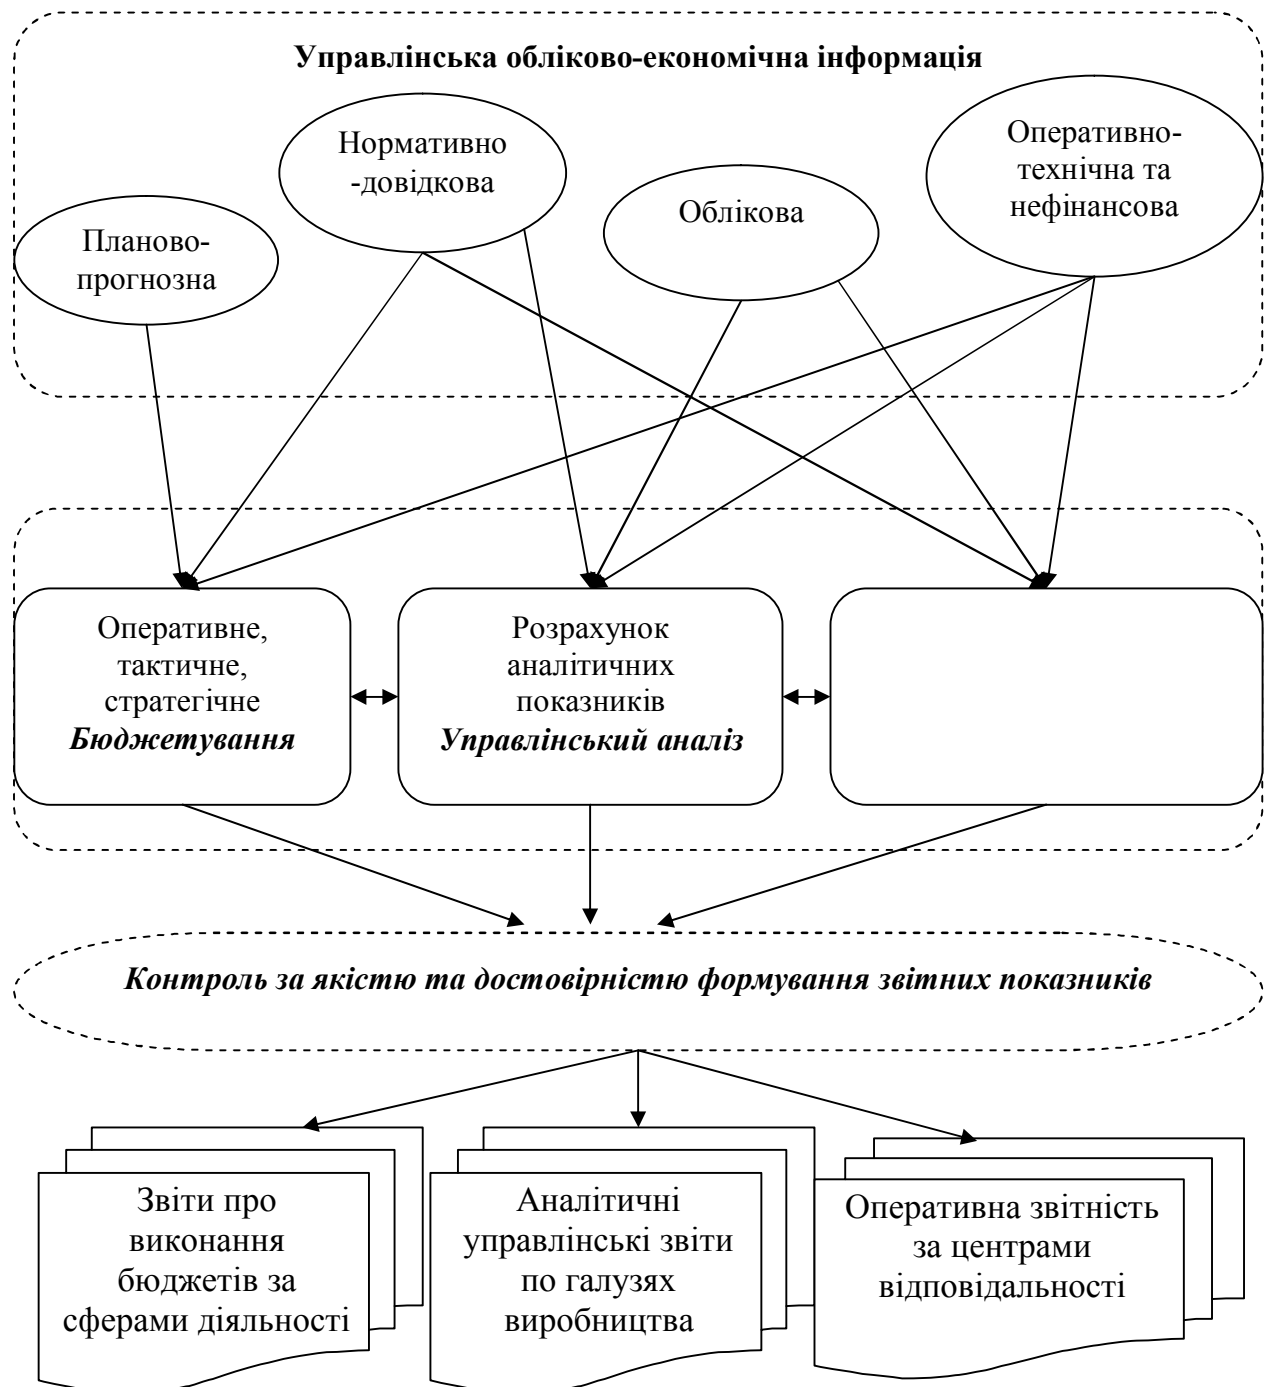 Управлінська обліково-економічна інформація
Нормативно
-довідкова
Оперативно-
технічна та
нефінансова
Облікова
Планово-
прогнозна
Оперативне,
тактичне,
стратегічне
Бюджетування
Розрахунок
аналітичних
показників
Управлінський аналіз
Контроль за якістю та достовірністю формування звітних показників
Звіти про
виконання
бюджетів за
сферами діяльності
Аналітичні
управлінські звіти
по галузях
виробництва
Оперативна звітність
за центрами
відповідальності